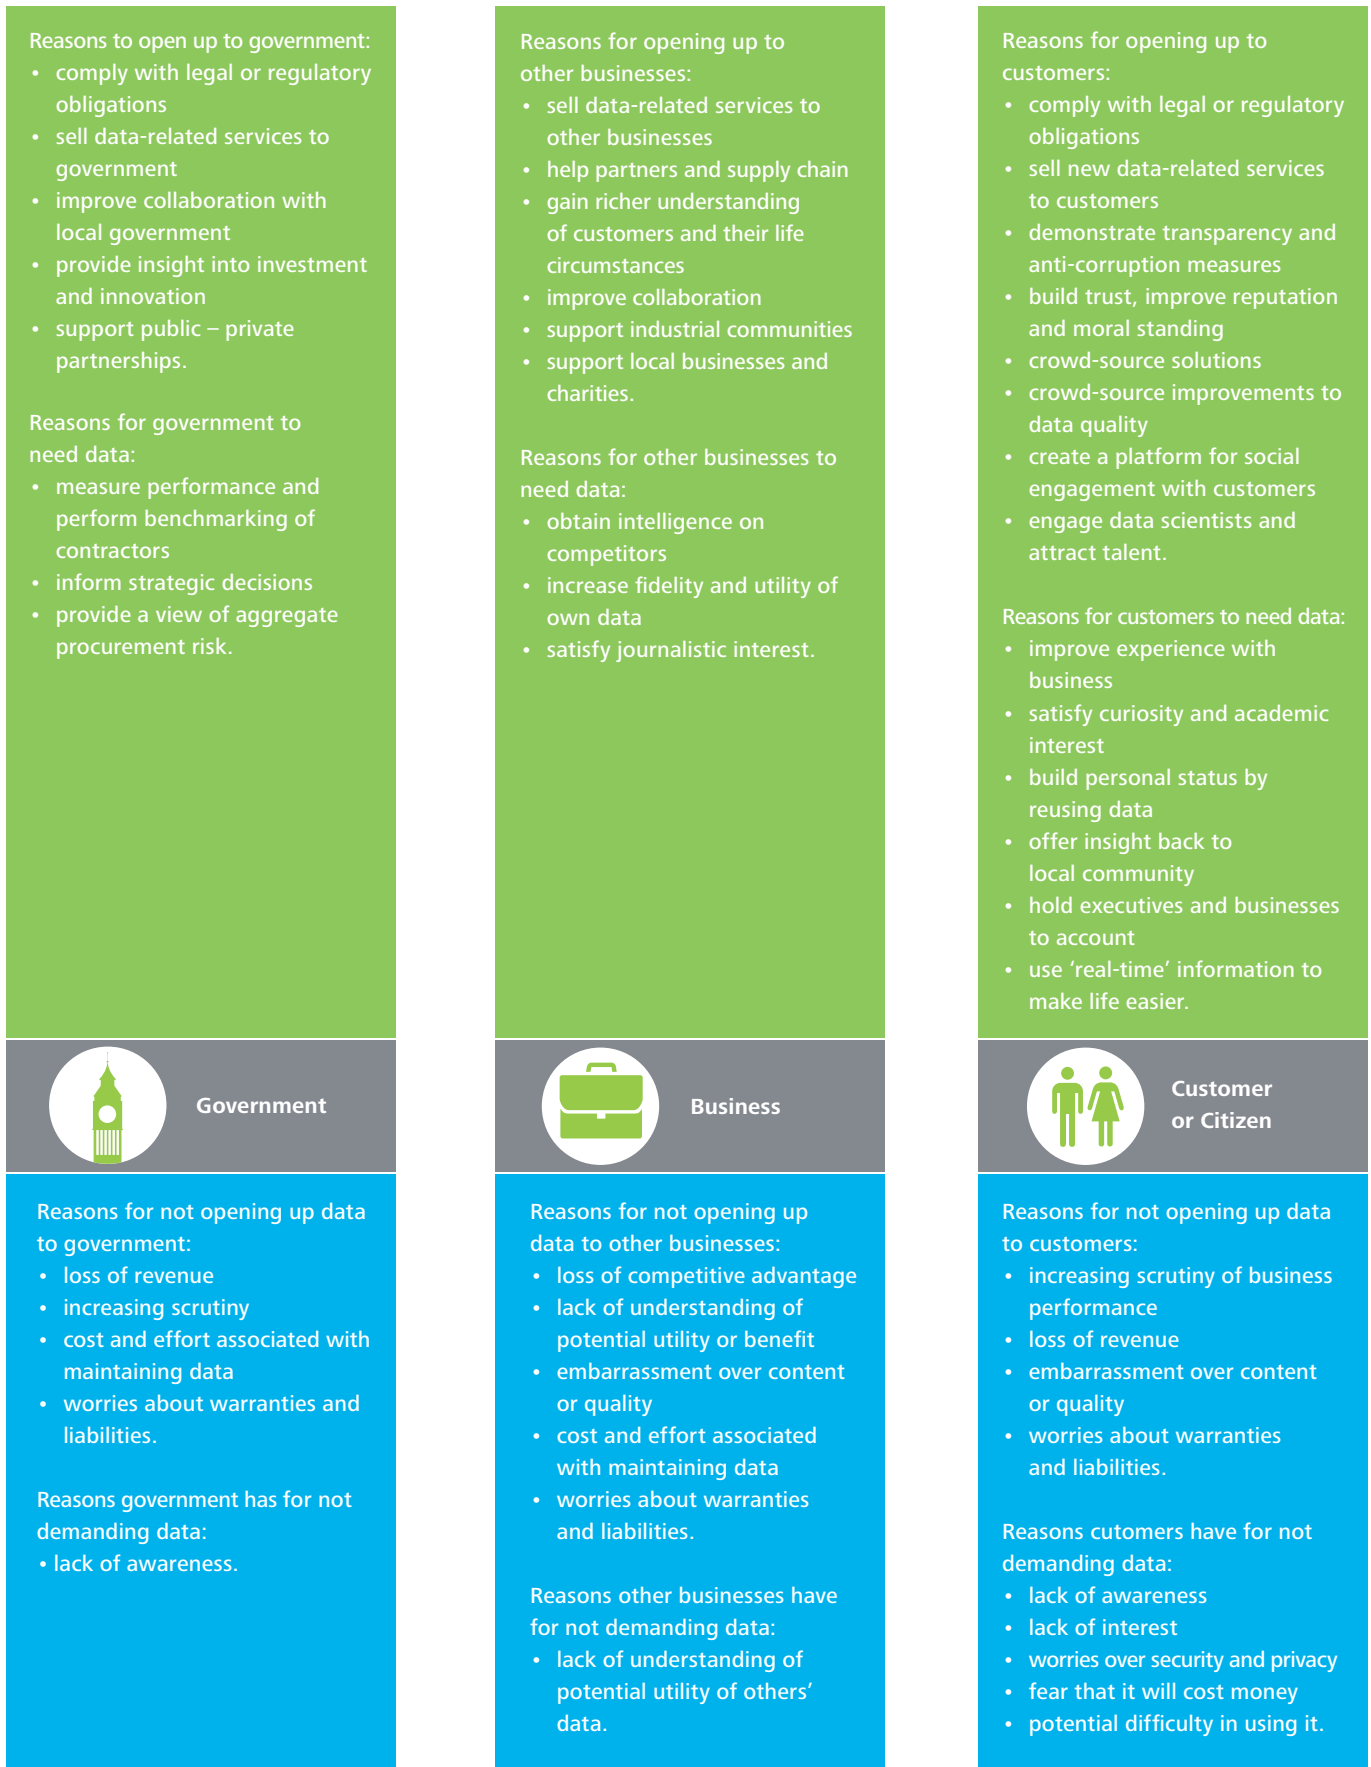 Reasons to open up to government:
• comply with legal or regulatory
obligations
• sell data-related services to
government
• improve collaboration with
local government
• provide insight into investment
and innovation
• support public – private
partnerships.
Reasons for government to
need data:
• measure performance and
perform benchmarking of
contractors
• inform strategic decisions
• provide a view of aggregate
procurement risk.
Government
Reasons for not opening up data
to government:
• loss of revenue
• increasing scrutiny
• cost and effort associated with
maintaining data
• worries about warranties and
liabilities.
Reasons government has for not
demanding data:
• lack of awareness.
Reasons for opening up to
other businesses:
• sell data-related services to
other businesses
• help partners and supply chain
• gain richer understanding
of customers and their life
circumstances
• improve collaboration
• support industrial communities
• support local businesses and
charities.
Reasons for other businesses to
need data:
• obtain intelligence on
competitors
• increase fidelity and utility of
own data
• satisfy journalistic interest.
Business
Reasons for not opening up
data to other businesses:
• loss of competitive advantage
• lack of understanding of
potential utility or benefit
• embarrassment over content
or quality
• cost and effort associated
with maintaining data
• worries about warranties
and liabilities.
Reasons other businesses have
for not demanding data:
• lack of understanding of
potential utility of others’
data.
Reasons for opening up to
customers:
• comply with legal or regulatory
obligations
• sell new data-related services
to customers
• demonstrate transparency and
anti-corruption measures
• build trust, improve reputation
and moral standing
• crowd-source solutions
• crowd-source improvements to
data quality
• create a platform for social
engagement with customers
• engage data scientists and
attract talent.
Reasons for customers to need data:
• improve experience with
business
• satisfy curiosity and academic
interest
• build personal status by
reusing data
• offer insight back to
local community
• hold executives and businesses
to account
• use ‘real-time’ information to
make life easier.
Customer
or Citizen
Reasons for not opening up data
to customers:
• increasing scrutiny of business
performance
• loss of revenue
• embarrassment over content
or quality
• worries about warranties
and liabilities.
Reasons cutomers have for not
demanding data:
• lack of awareness
• lack of interest
• worries over security and privacy
• fear that it will cost money
• potential difficulty in using it.